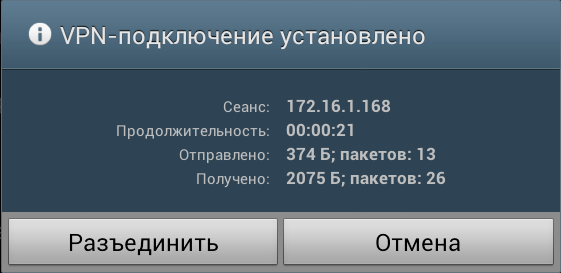 VPN-подключение установлено
Сеанс: 172.16.1.168
Продолжительность: 00:00:21
Отправлено: 374 Б; пакетов: 13
Получено: 2075 Б; пакетов: 26
Разъединить Отмена